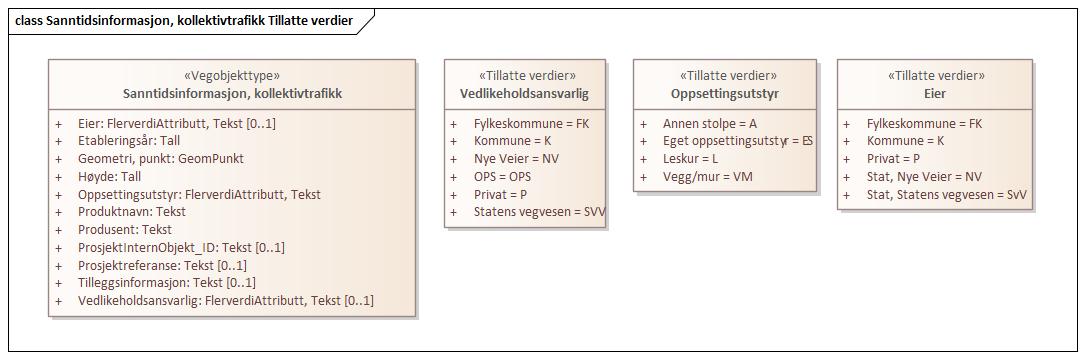 class Sanntidsinformasjon, kollektivtrafikk Tillatte verdier
«Vegobjekttype»
Sanntidsinformasjon, kollektivtrafikk
+ Eier: FlerverdiAttributt, Tekst [0..1]
+ Etableringsår: Tall
+ Geometri, punkt: GeomPunkt
+ Høyde: Tall
+ Oppsettingsutstyr: FlerverdiAttributt, Tekst
+ Produktnavn: Tekst
+ Produsent: Tekst
+ ProsjektInternObjekt_ID: Tekst [0..1]
+ Prosjektreferanse: Tekst [0..1]
+ Tilleggsinformasjon: Tekst [0..1]
+ Vedlikeholdsansvarlig: FlerverdiAttributt, Tekst [0..1]
«Tillatte verdier»
Vedlikeholdsansvarlig
+ Fylkeskommune = FK
+ Kommune = K
+ Nye Veier = NV
+ OPS = OPS
+ Privat = P
+ Statens vegvesen = SVV
«Tillatte verdier»
Oppsettingsutstyr
+ Annen stolpe = A
+ Eget oppsettingsutstyr = ES
+ Leskur = L
+ Vegg/mur = VM
«Tillatte verdier»
Eier
+ Fylkeskommune = FK
+ Kommune = K
+ Privat = P
+ Stat, Nye Veier = NV
+ Stat, Statens vegvesen = SvV